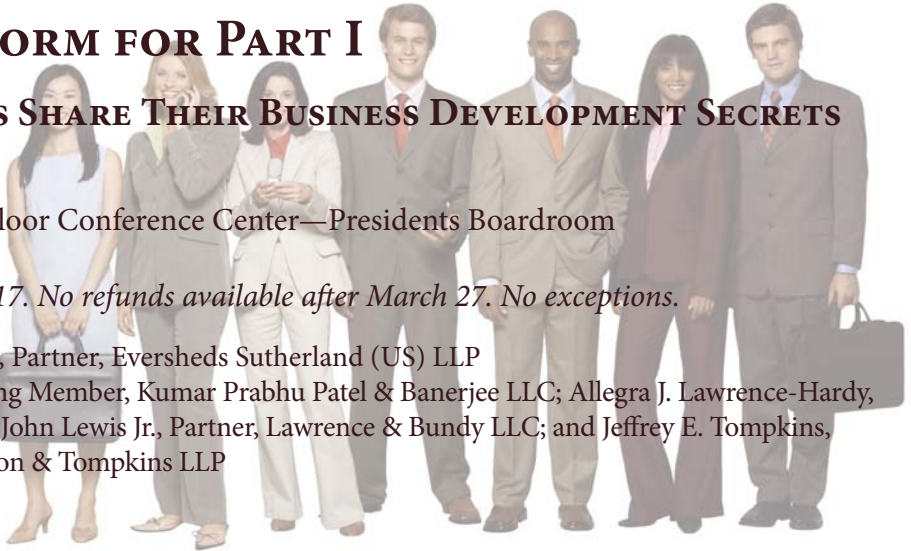 ORM FOR PART I
S SHARE THEIR BUSINESS DEVELOPMENT SECRETS
loor Conference Center—Presidents Boardroom
17. No refunds available after March 27. No exceptions.
, Partner, Eversheds Sutherland (US) LLP
ng Member, Kumar Prabhu Patel & Banerjee LLC; Allegra J. Lawrence-Hardy,
John Lewis Jr., Partner, Lawrence & Bundy LLC; and Jeffrey E. Tompkins,
on & Tompkins LLP